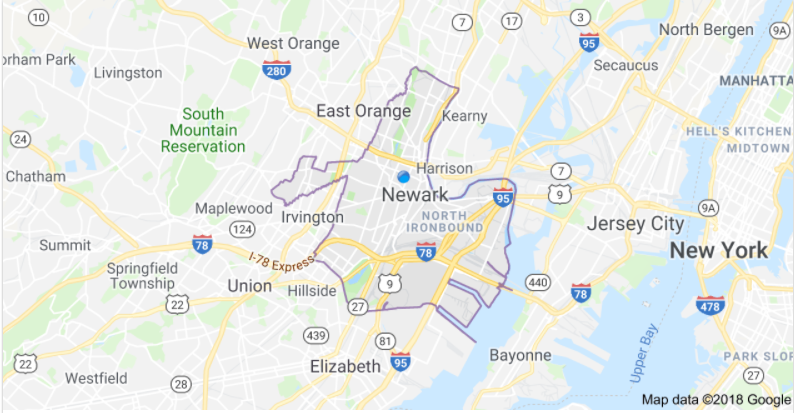 10
7
17
3
95
North Bergen
9A
West Orange
orham Park
Livingston
280
Secaucus
MANHATTA
East Orange
Kearny
South
Mountain
Reservation
HELL'S KITCHEN
MIDTOWN
24
Chatham
Harrison
7
9
Newark
95
9A
Maplewood
Irvington
NORTH
IRONBOUND
Jersey City
124
Summit
78
I-78 Express
78
New York
Springfield
Township
22
Union
Hillside
9
27
440
78
478
439
81
Upper Bay
22
Westfield
28
Elizabeth
95
Bayonne
PARK SLOP
27
Map data ©2018 Google